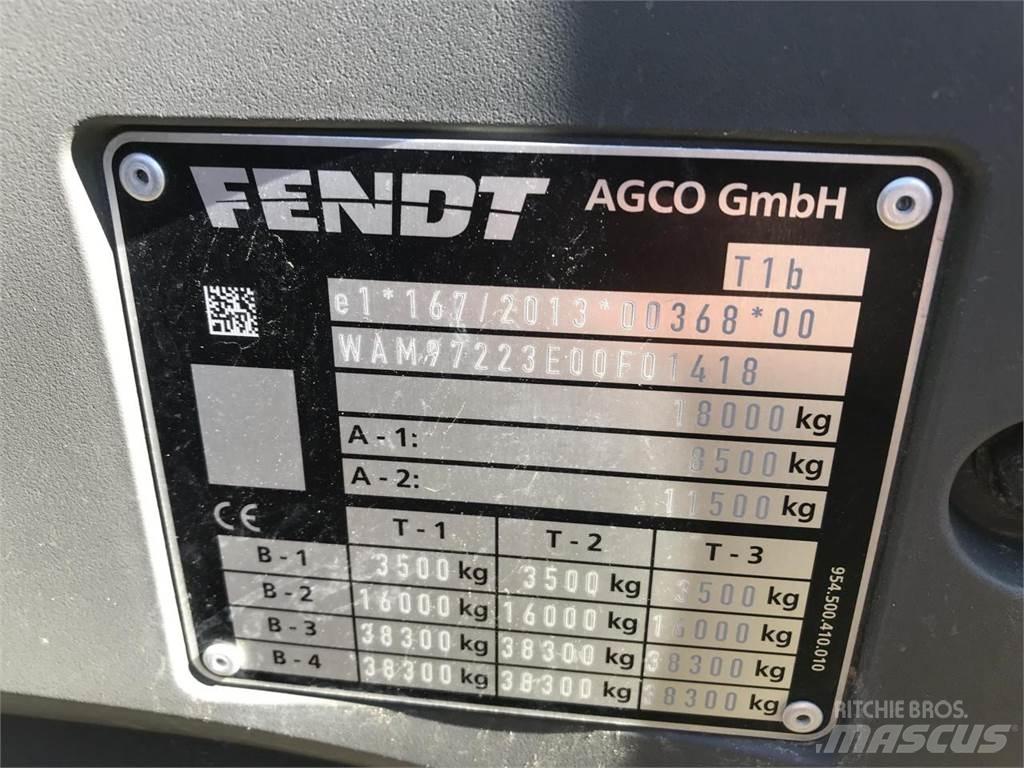 FENDT AGCO GmbH
T1b
e1*167/2013*00368*00
WAM97223E00F01418
18000 kg
A - 1: 8500 kg
A - 2: 11500 kg
CE T - 1 T - 2 T - 3
B - 1 3500 kg 3500 kg 3500 kg
B - 2 16000 kg 16000 kg 16000 kg
B - 3 38300 kg 38300 kg 38300 kg
B - 4 38300 kg 38300 kg 38300 kg
954.500.410.010
RITCHIE BROS.
MASCUS